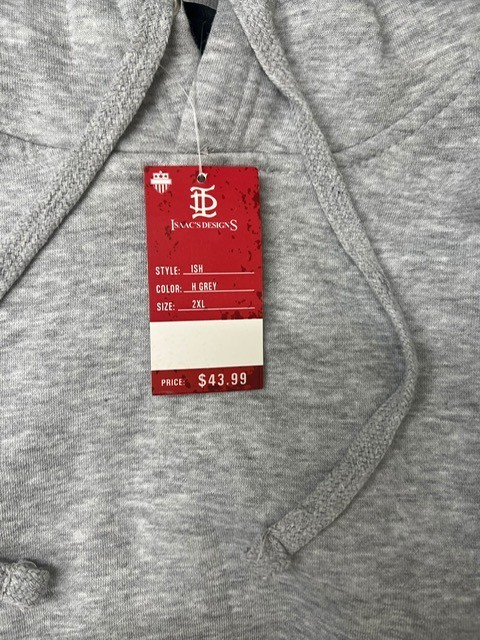 ISAAC'S DESIGNS
STYLE: ISH
COLOR: H GREY
SIZE: 2XL
PRICE: $43.99